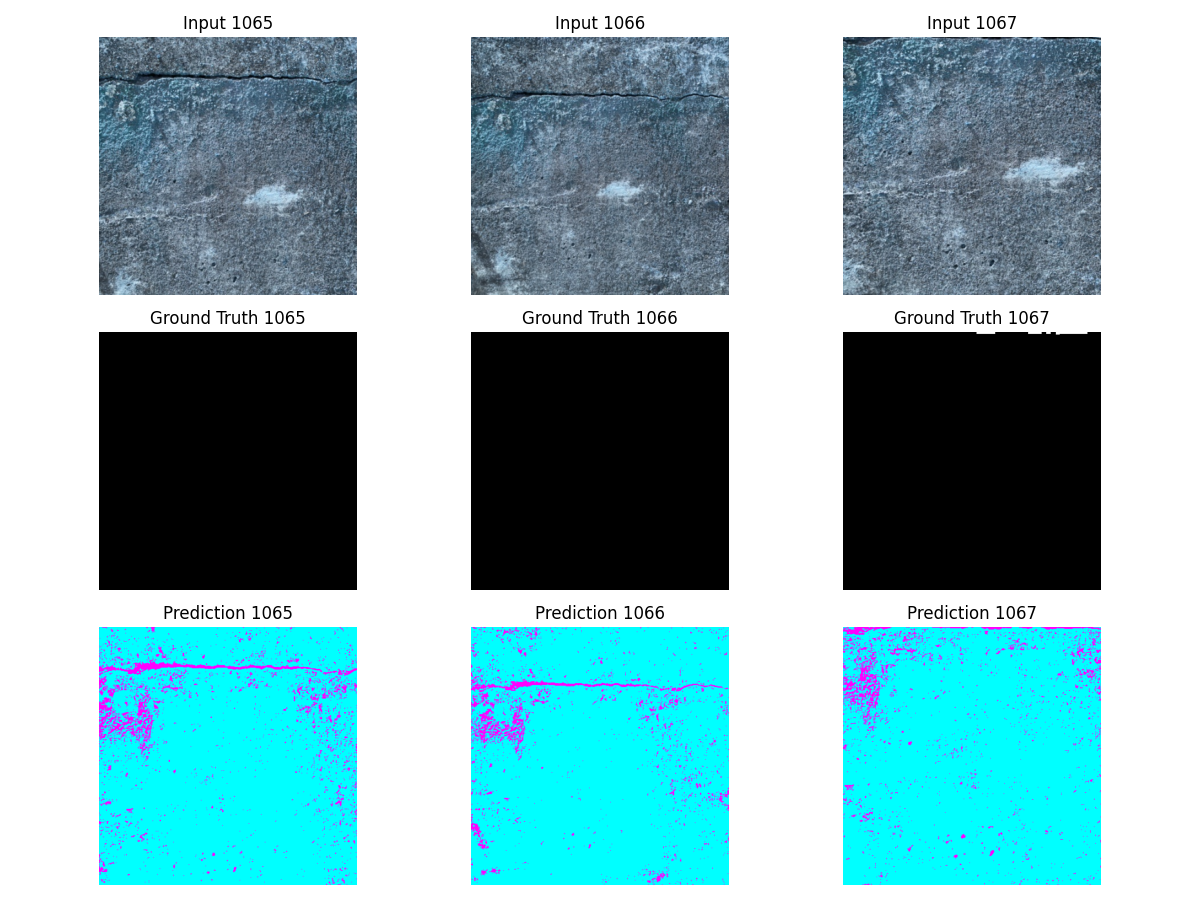 Input 1065
Input 1066
Input 1067
Ground Truth 1065
Ground Truth 1066
Ground Truth 1067
Prediction 1065
Prediction 1066
Prediction 1067